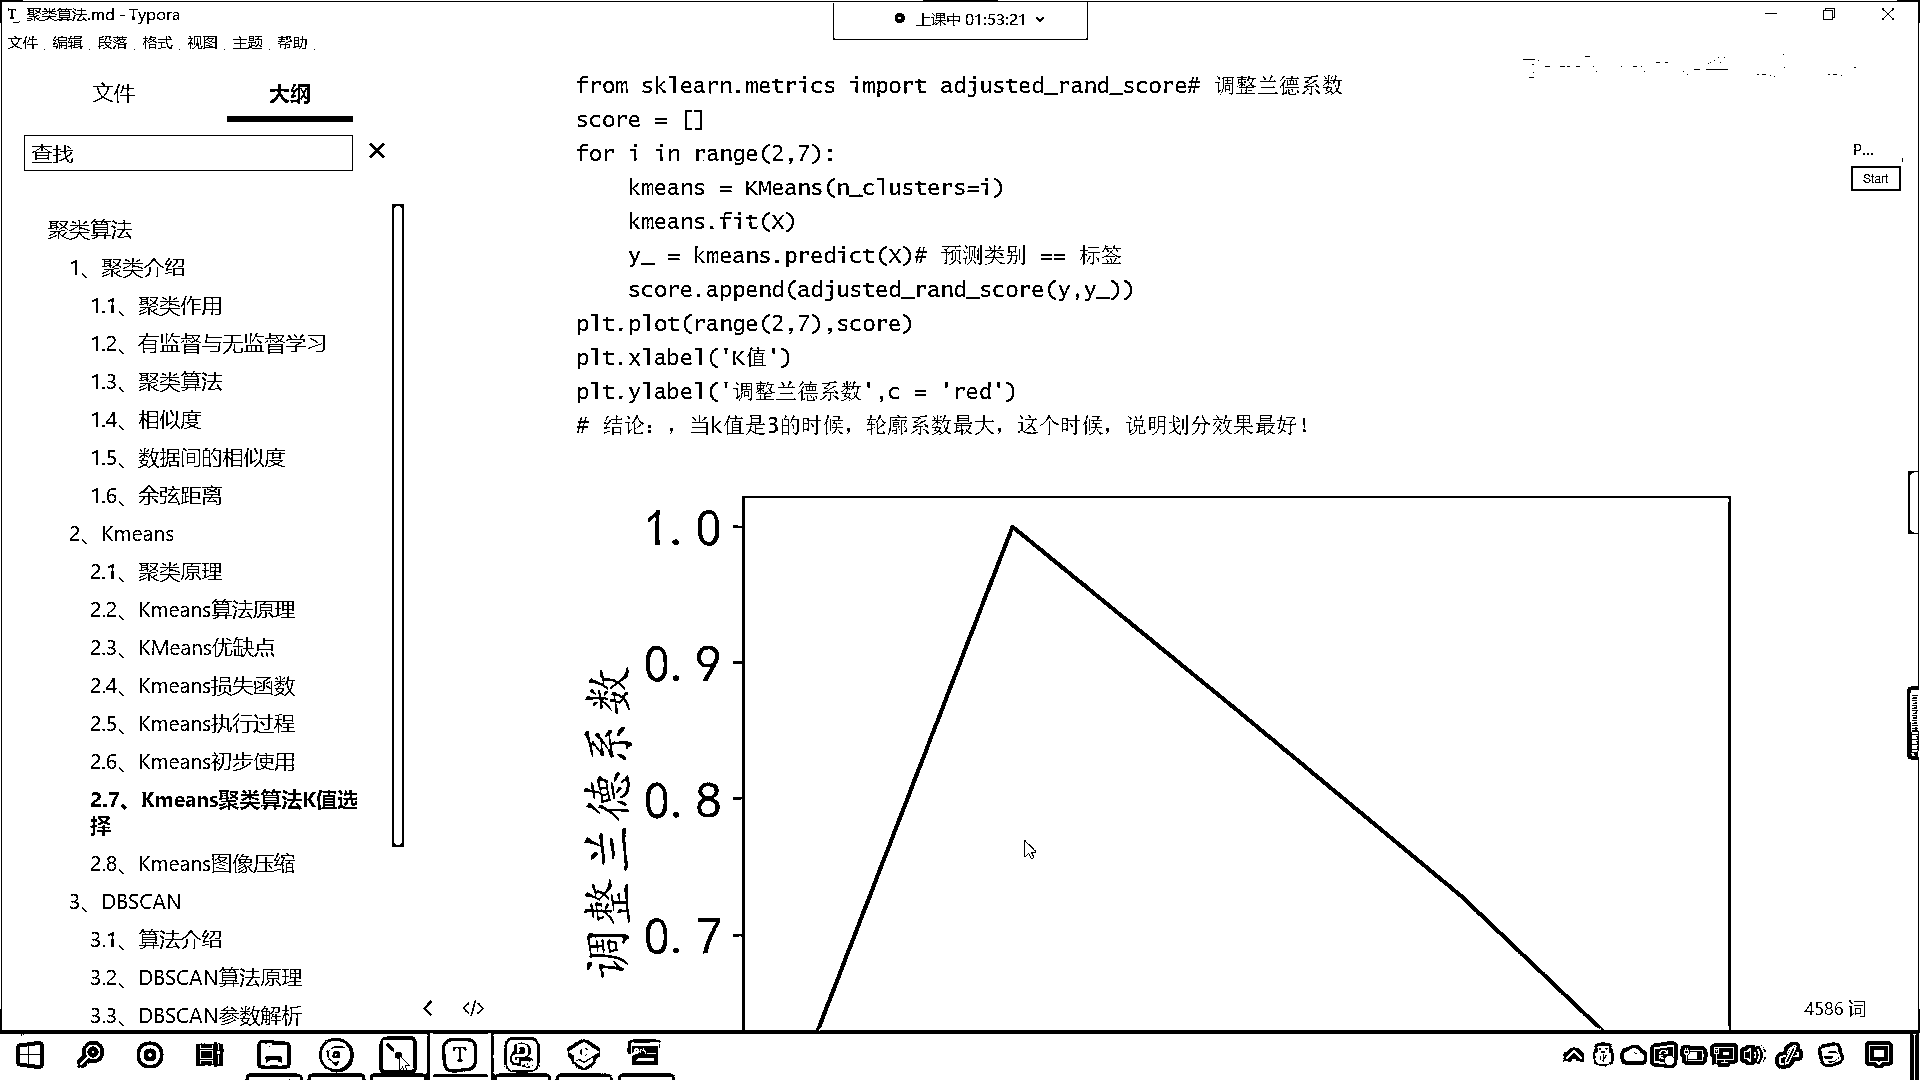 聚类算法.md - Typora
上课中 01:53:21
文件 编辑 段落 格式 视图 主题 帮助
文件 大纲
查找
聚类算法
1、聚类介绍
1.1、聚类作用
1.2、有监督与无监督学习
1.3、聚类算法
1.4、相似度
1.5、数据间的相似度
1.6、余弦距离
2、Kmeans
2.1、聚类原理
2.2、Kmeans算法原理
2.3、KMeans优缺点
2.4、Kmeans损失函数
2.5、Kmeans执行过程
2.6、Kmeans初步使用
2.7、Kmeans聚类算法K值选
择
2.8、Kmeans图像压缩
3、DBSCAN
3.1、算法介绍
3.2、DBSCAN算法原理
3.3、DBSCAN参数解析
from sklearn.metrics import adjusted_rand_score# 调整兰德系数
score = []
for i in range(2,7):
    kmeans = KMeans(n_clusters=i)
    kmeans.fit(X)
    y_ = kmeans.predict(X)# 预测类别 == 标签
    score.append(adjusted_rand_score(y,y_))
plt.plot(range(2,7),score)
plt.xlabel('K值')
plt.ylabel('调整兰德系数',c = 'red')
# 结论：，当k值是3的时候，轮廓系数最大，这个时候，说明划分效果最好！
1.0
0.9
0.8
0.7
调整兰德系数
P...
Start
4586 词